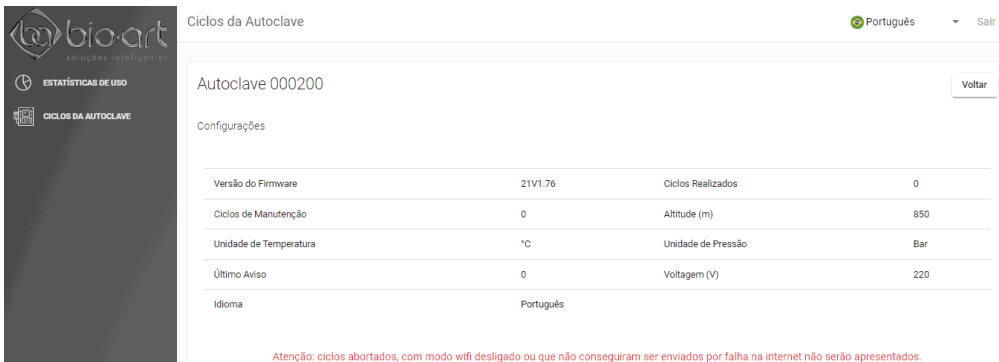 bio-art
soluções inteligentes
ESTATÍSTICAS DE USO
CICLOS DA AUTOCLAVE
Ciclos da Autoclave
Português
Sair
Autoclave 000200
Voltar
Configurações
Versão do Firmware 21V1.76 Ciclos Realizados 0
Ciclos de Manutenção 0 Altitude (m) 850
Unidade de Temperatura °C Unidade de Pressão Bar
Último Aviso 0 Voltagem (V) 220
Idioma Português
Atenção: ciclos abortados, com modo wifi desligado ou que não conseguiram ser enviados por falha na internet não serão apresentados.